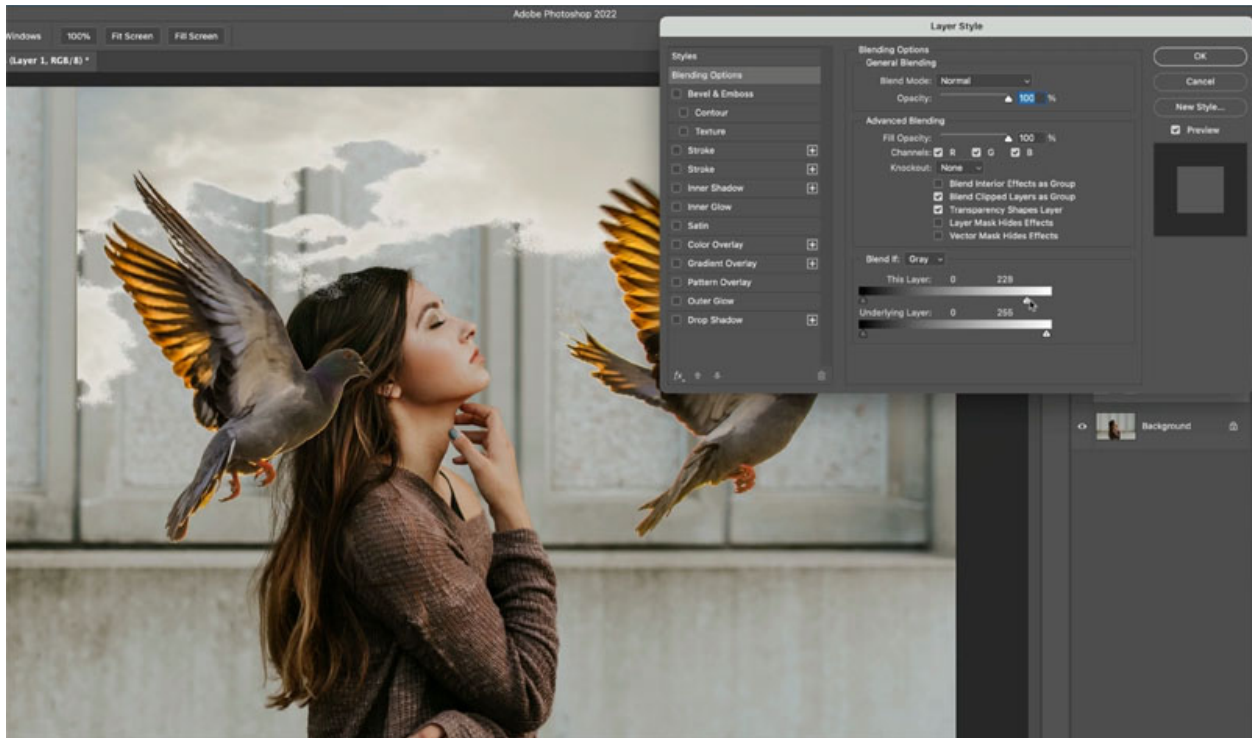 Adobe Photoshop 2022
Windows 100% Fit Screen Fill Screen
(Layer 1, RGB/8) *
Layer Style
Styles
Blending Options
Bevel & Emboss
Contour
Texture
Stroke
Stroke
Inner Shadow
Inner Glow
Satin
Color Overlay
Gradient Overlay
Pattern Overlay
Outer Glow
Drop Shadow
fx
Blending Options
General Blending
Blend Mode: Normal
Opacity: 100 %
Advanced Blending
Fill Opacity: 100 %
Channels: R G B
Knockout: None
Blend Interior Effects as Group
Blend Clipped Layers as Group
Transparency Shapes Layer
Layer Mask Hides Effects
Vector Mask Hides Effects
Blend If: Gray
This Layer: 0 228
Underlying Layer: 0 255
OK
Cancel
New Style...
Preview
Background